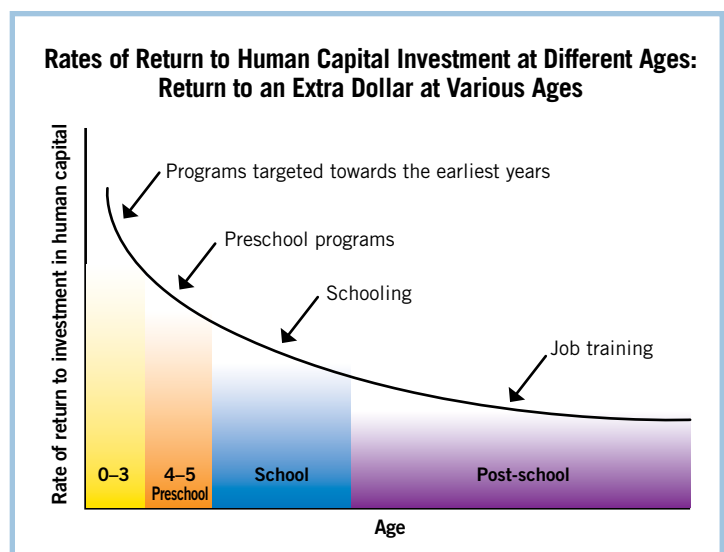 Rates of Return to Human Capital Investment at Different Ages:
Return to an Extra Dollar at Various Ages
Rate of return to investment in human capital
Programs targeted towards the earliest years
Preschool programs
Schooling
Job training
0–3
4–5
Preschool
School
Post-school
Age